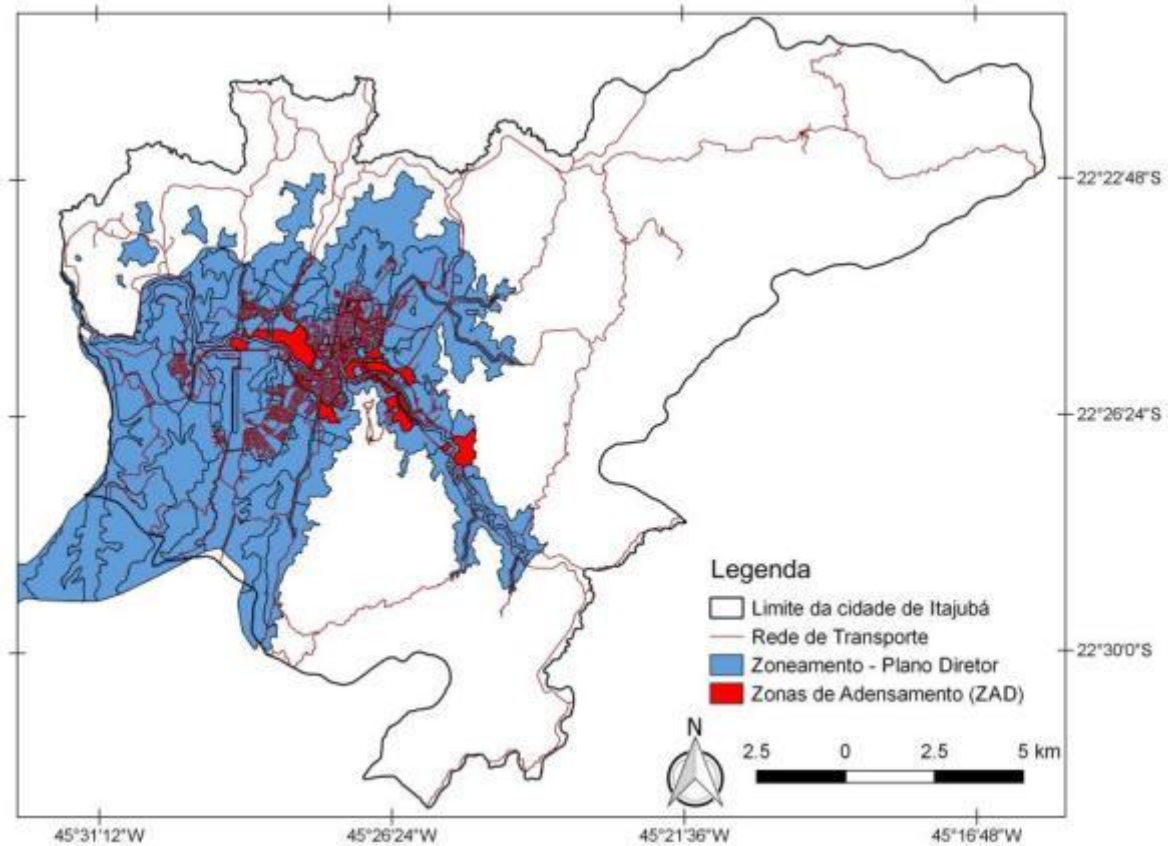 22°22'48"S
22°26'24"S
Legenda
Limite da cidade de Itajubá
Rede de Transporte
Zoneamento - Plano Diretor
Zonas de Adensamento (ZAD)
22°30'0"S
N
2.5 0 2.5 5 km
45°31'12"W 45°26'24"W 45°21'36"W 45°16'48"W